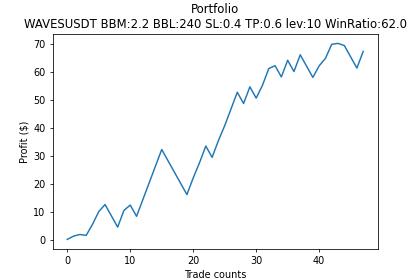 Portfolio
WAVESUSDT BBM:2.2 BBL:240 SL:0.4 TP:0.6 lev:10 WinRatio:62.0
70
60
50
40
30
20
10
0
Profit ($)
0 10 20 30 40
Trade counts